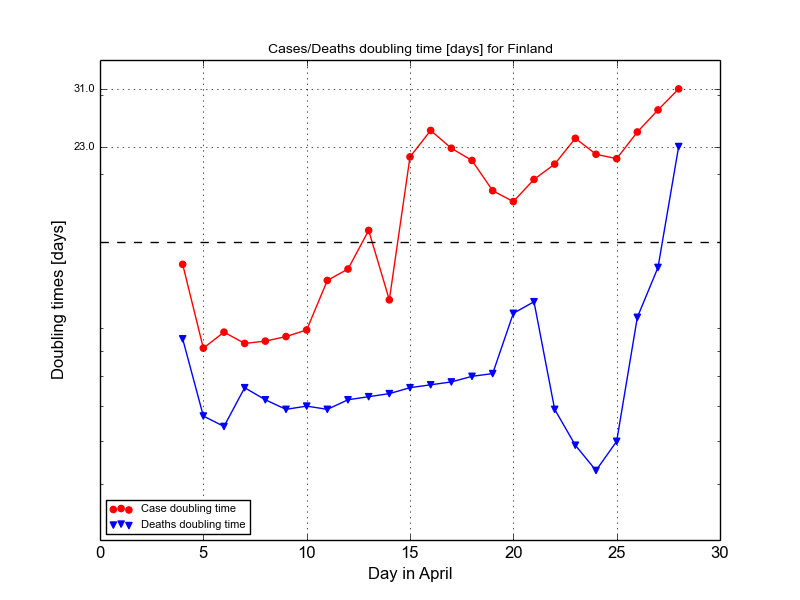 Cases/Deaths doubling time [days] for Finland
31.0
23.0
Doubling times [days]
Case doubling time
Deaths doubling time
0 5 10 15 20 25 30
Day in April